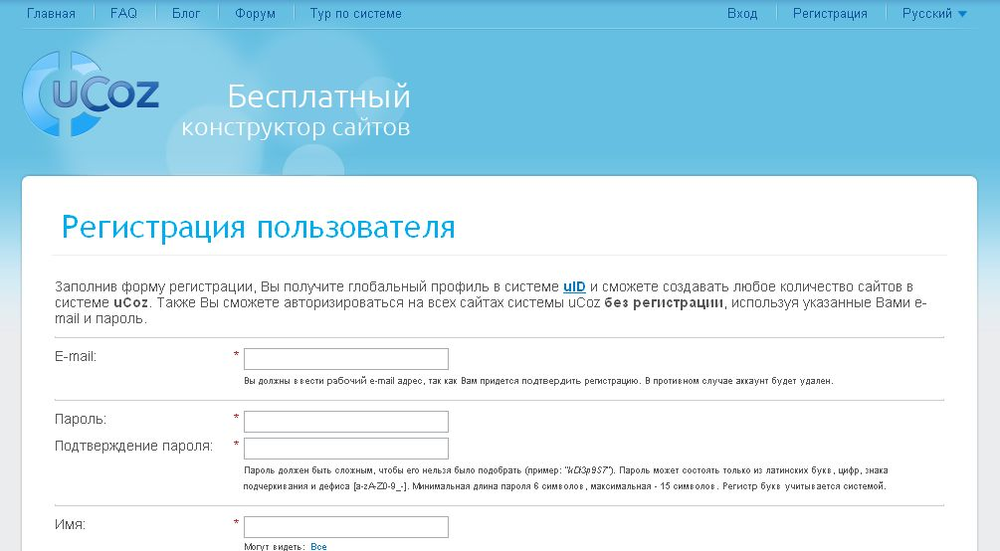 Главная FAQ Блог Форум Тур по системе Вход Регистрация Русский
uCoz
Бесплатный
конструктор сайтов
Регистрация пользователя
Заполнив форму регистрации, Вы получите глобальный профиль в системе uID и сможете создавать любое количество сайтов в
системе uCoz. Также Вы сможете авторизироваться на всех сайтах системы uCoz без регистрации, используя указанные Вами e-
mail и пароль.
E-mail: *
Вы должны ввести рабочий e-mail адрес, так как Вам придется подтвердить регистрацию. В противном случае аккаунт будет удален.
Пароль: *
Подтверждение пароля: *
Пароль должен быть сложным, чтобы его нельзя было подобрать (пример: "kDi3p9S7"). Пароль может состоять только из латинских букв, цифр, знака
подчеркивания и дефиса [a-zA-Z0-9_-]. Минимальная длина пароля 6 символов, максимальная - 15 символов. Регистр букв учитывается системой.
Имя: *
Могут видеть: Все